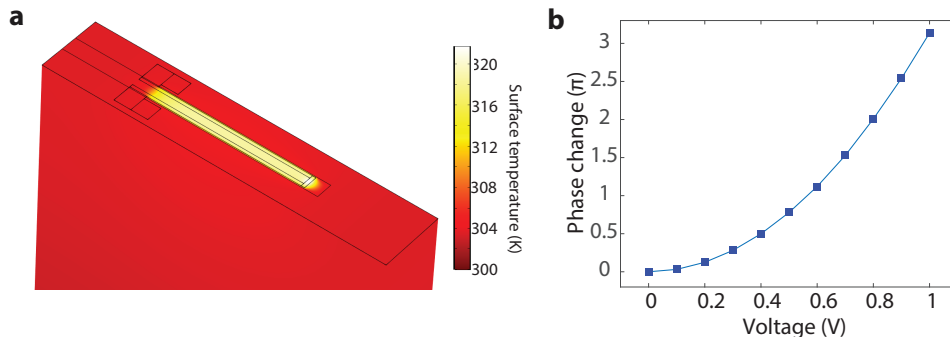 a
320
316
312
308
304
300
Surface temperature (K)
b
Phase change (π)
3
2.5
2
1.5
1
0.5
0
0 0.2 0.4 0.6 0.8 1
Voltage (V)